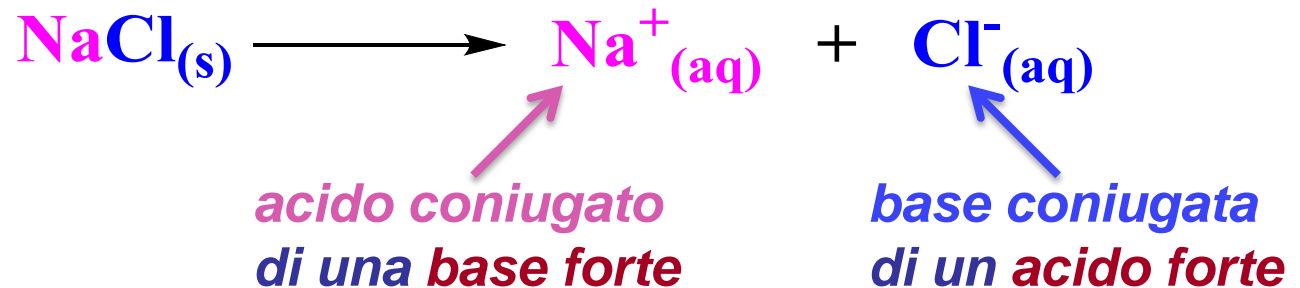 NaCl(s) ⟶ Na⁺(aq) + Cl⁻(aq)
acido coniugato base coniugata
di una base forte di un acido forte